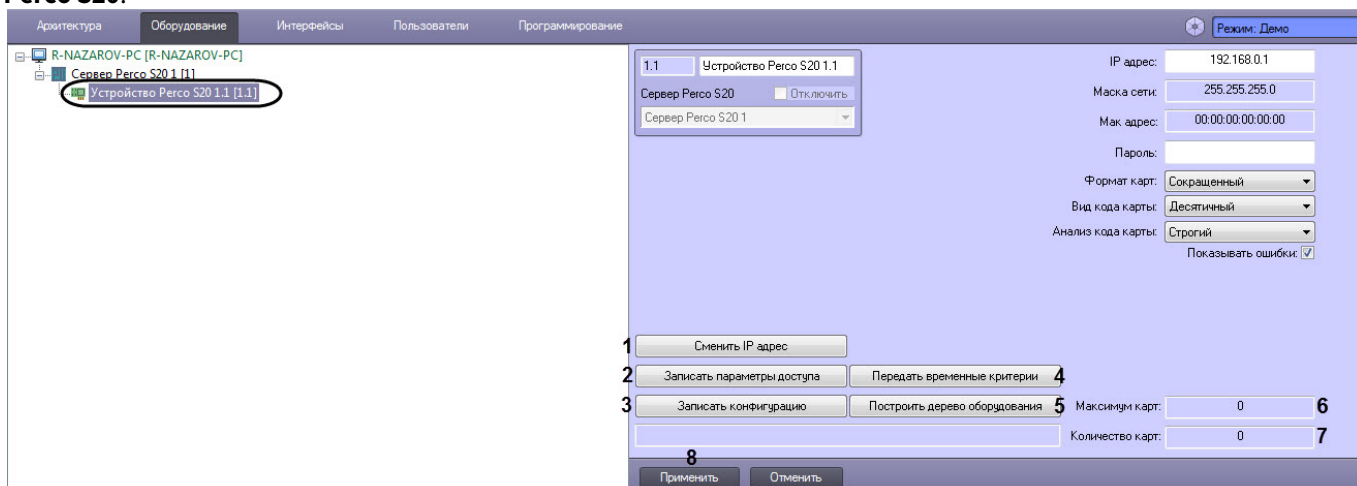 Perco S20.
Архитектура Оборудование Интерфейсы Пользователи Программирование Режим: Демо
R-NAZAROV-PC [R-NAZAROV-PC]
Сервер Perco S20 1 [1]
Устройство Perco S20 1.1 [1.1]
1.1 Устройство Perco S20 1.1
Сервер Perco S20 Отключить
Сервер Perco S20 1
IP адрес: 192.168.0.1
Маска сети: 255.255.255.0
Мак адрес: 00:00:00:00:00:00
Пароль:
Формат карт: Сокращенный
Вид кода карты: Десятичный
Анализ кода карты: Строгий
Показывать ошибки:
1 Сменить IP адрес
2 Записать параметры доступа Передать временные критерии 4
3 Записать конфигурацию Построить дерево оборудования 5 Максимум карт: 0 6
Количество карт: 0 7
8
Применить Отменить